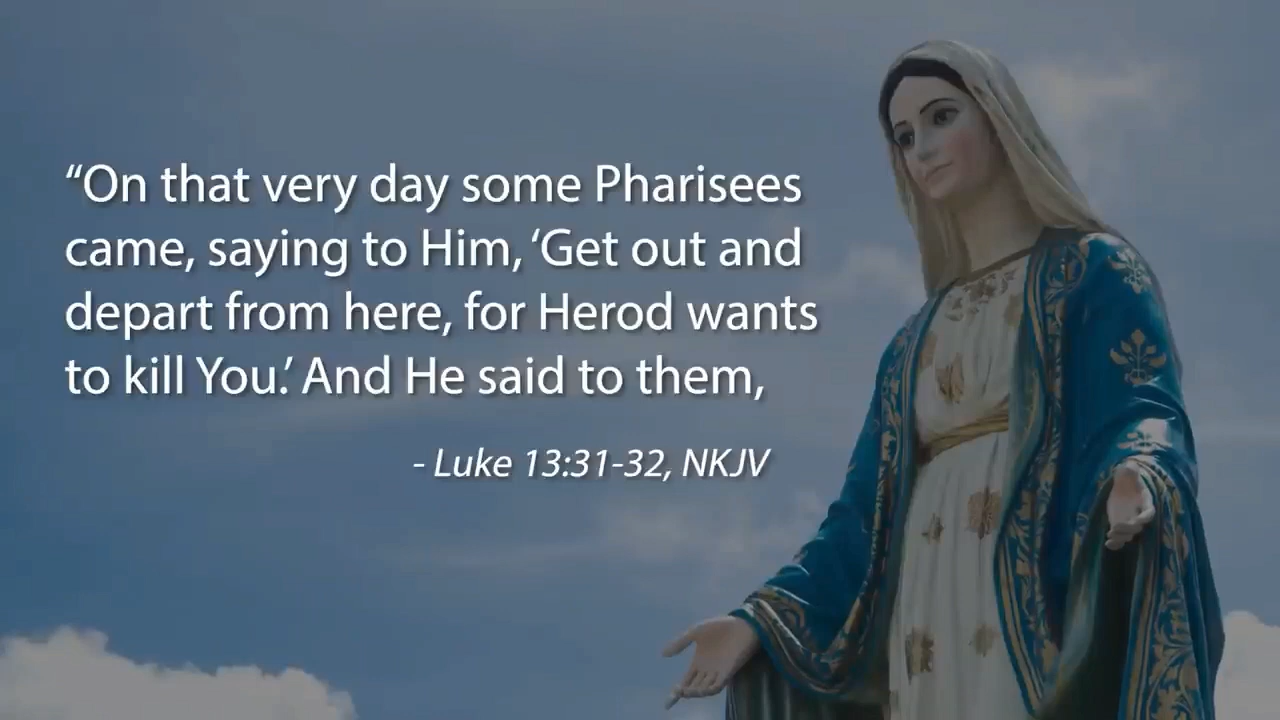 “On that very day some Pharisees
came, saying to Him, ‘Get out and
depart from here, for Herod wants
to kill You.’ And He said to them,
- Luke 13:31-32, NKJV